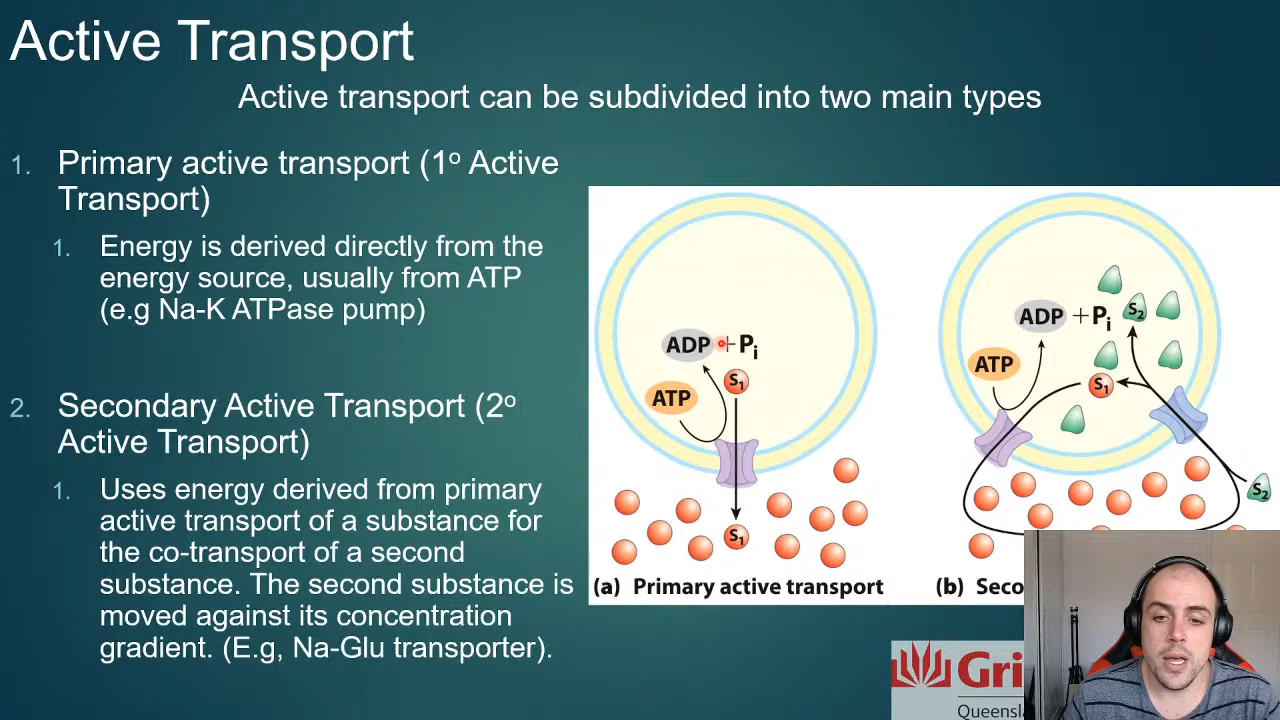 Active Transport
Active transport can be subdivided into two main types
1. Primary active transport (1º Active
Transport)
1. Energy is derived directly from the
energy source, usually from ATP
(e.g Na-K ATPase pump)
2. Secondary Active Transport (2º
Active Transport)
1. Uses energy derived from primary
active transport of a substance for
the co-transport of a second
substance. The second substance is
moved against its concentration
gradient. (E.g, Na-Glu transporter).
ADP + Pi
S1
ATP
S1
(a) Primary active transport
S2
ADP + Pi
ATP
S1
S2
(b) Seco
Gri
Queensla